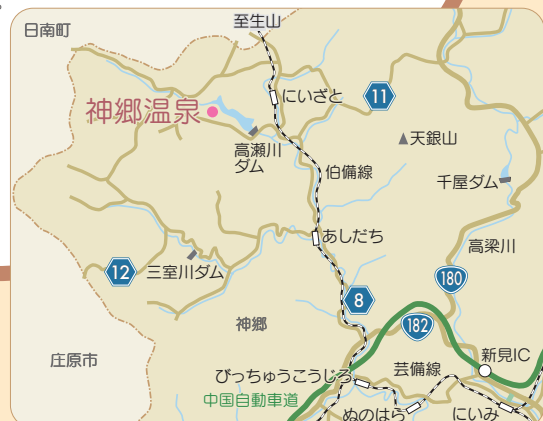 日南町
至生山
にいざと
11
神郷温泉
天銀山
高瀬川
ダム
伯備線
千屋ダム
あしだち
高梁川
12
三室川ダム
180
8
182
神郷
庄原市
新見IC
芸備線
びっちゅうこうじろ
中国自動車道
ぬのはら
にいみ